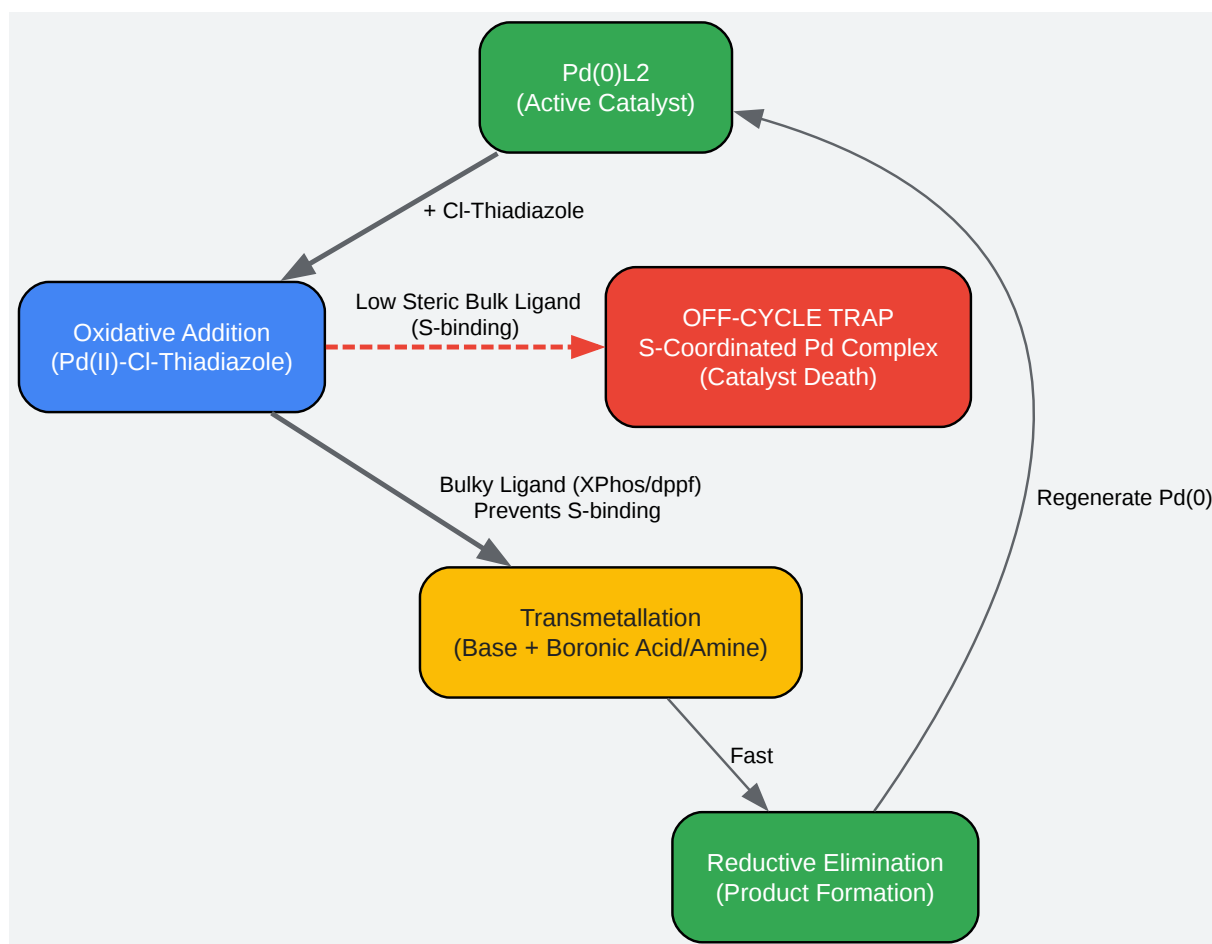 Pd(0)L2
(Active Catalyst)
+ Cl-Thiadiazole
Oxidative Addition
(Pd(II)-Cl-Thiadiazole)
Low Steric Bulk Ligand
(S-binding)
OFF-CYCLE TRAP
S-Coordinated Pd Complex
(Catalyst Death)
Bulky Ligand (XPhos/dppf)
Prevents S-binding
Regenerate Pd(0)
Transmetallation
(Base + Boronic Acid/Amine)
Fast
Reductive Elimination
(Product Formation)